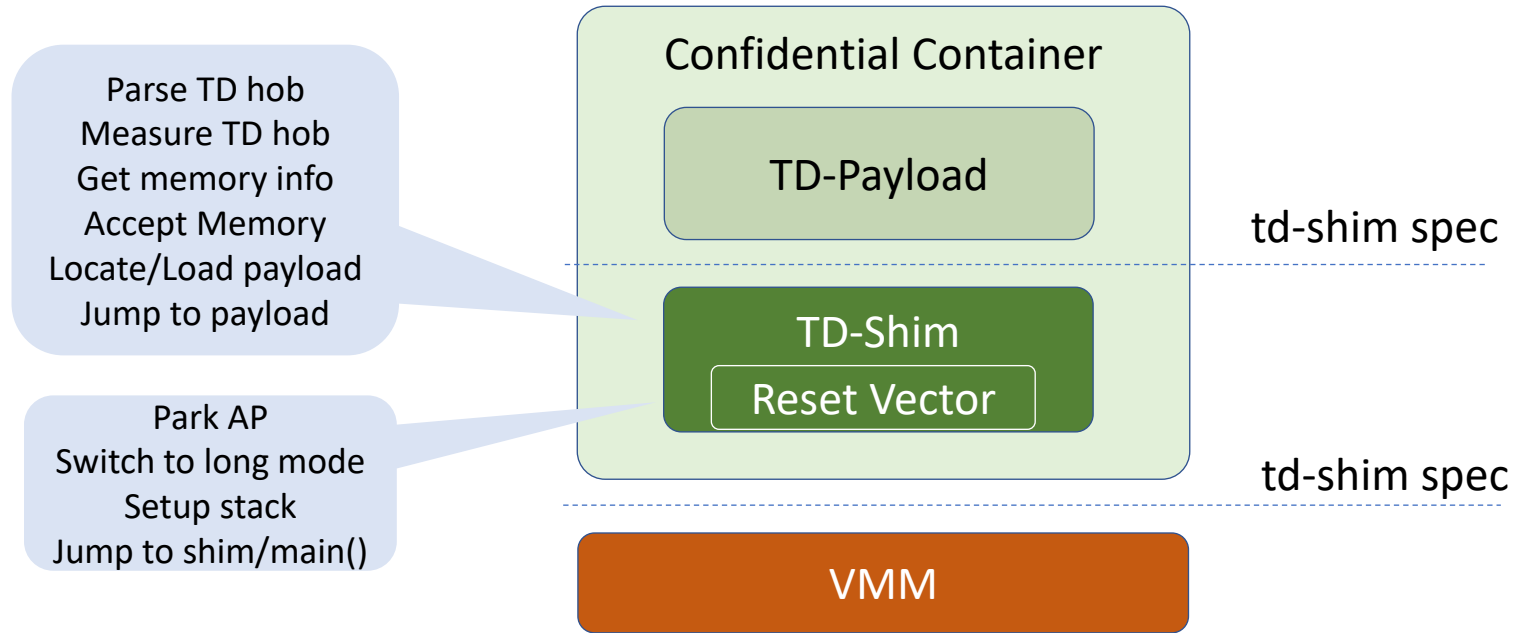 Parse TD hob
Measure TD hob
Get memory info
Accept Memory
Locate/Load payload
Jump to payload
Park AP
Switch to long mode
Setup stack
Jump to shim/main()
Confidential Container
TD-Payload
td-shim spec
TD-Shim
Reset Vector
td-shim spec
VMM